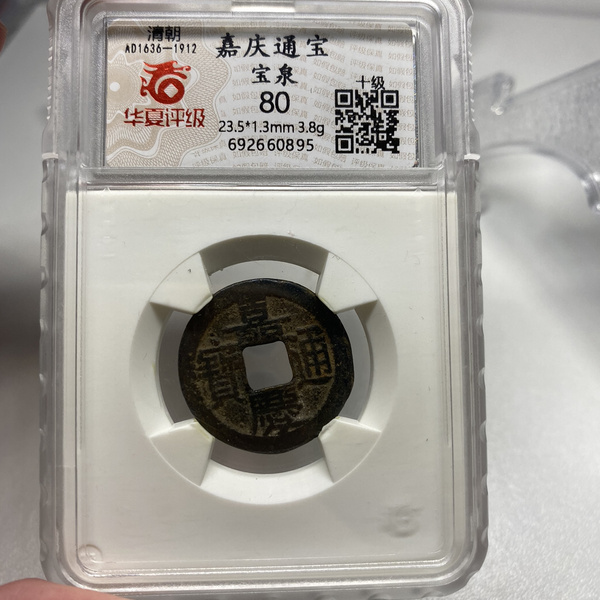 清朝
AD1636-1912
华夏评级
嘉庆通宝
宝泉
80
23.5*1.3mm 3.8g
692660895
十级
嘉慶通寶